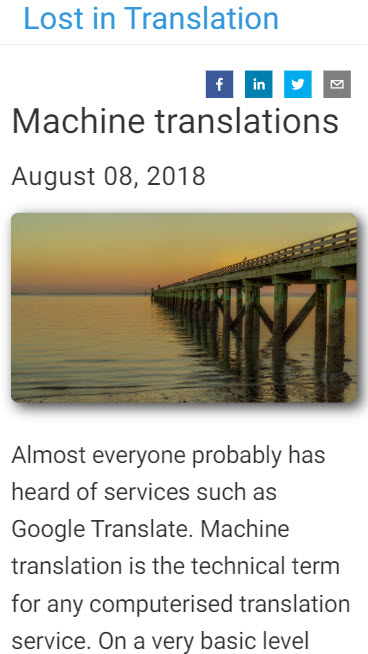 Lost in Translation
f in
Machine translations
August 08, 2018
Almost everyone probably has
heard of services such as
Google Translate. Machine
translation is the technical term
for any computerised translation
service. On a very basic level